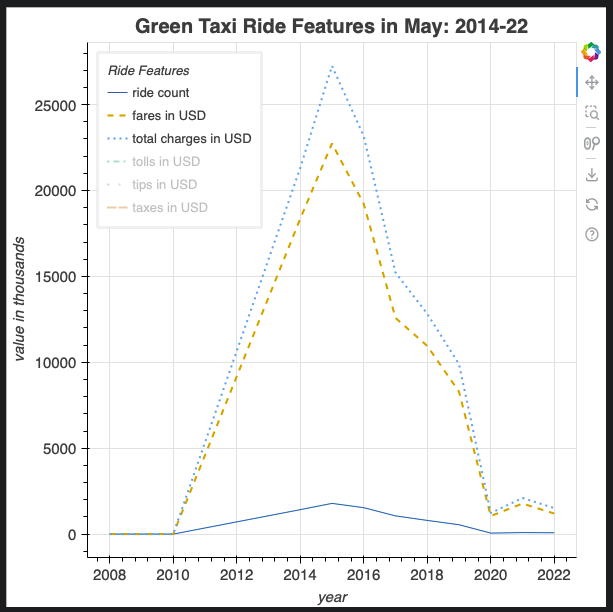 Green Taxi Ride Features in May: 2014-22
Ride Features
ride count
fares in USD
total charges in USD
tolls in USD
tips in USD
taxes in USD
value in thousands
25000
20000
15000
10000
5000
0
2008 2010 2012 2014 2016 2018 2020 2022
year